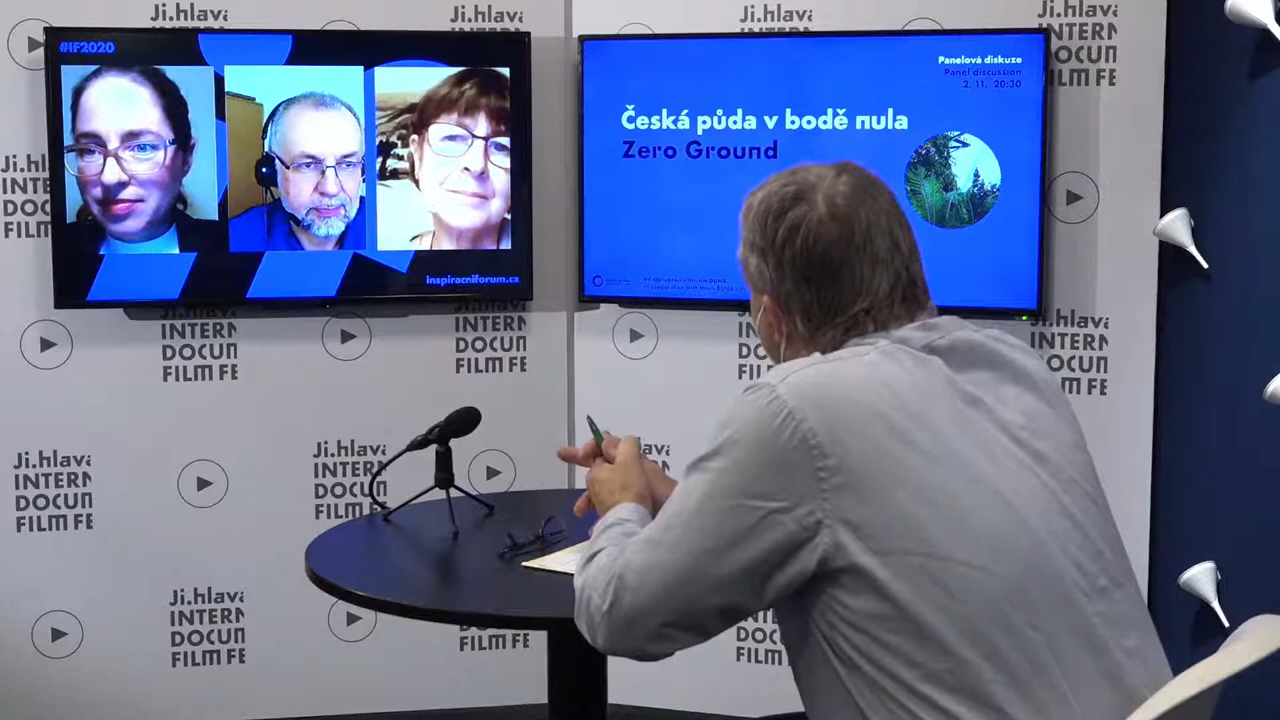 #IF2020
inspiracniforum.cz
Panelová diskuze
Panel discussion
2. 11. 20:30
Česká půda v bodě nula
Zero Ground
Ji.hlava
INTERN
DOCUM
FILM FE